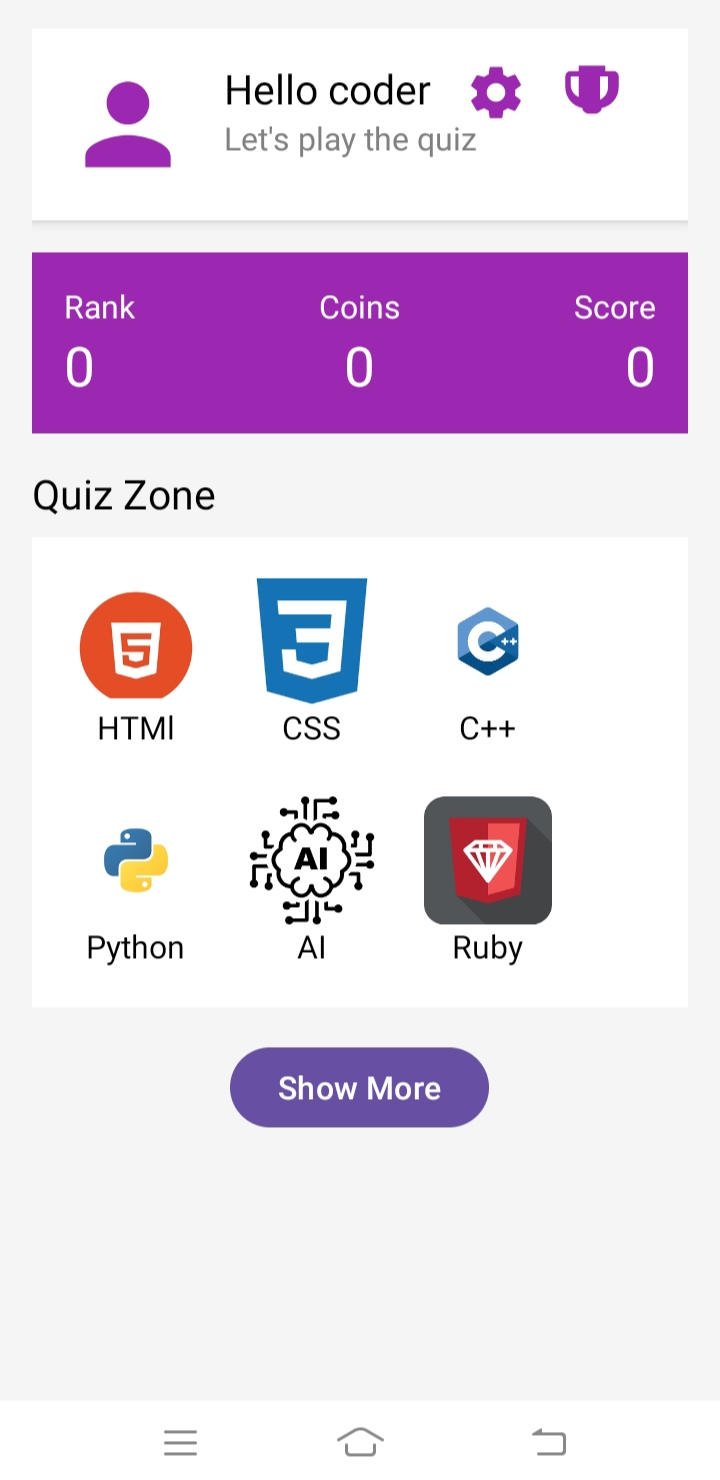 Hello coder
Let's play the quiz
Rank Coins Score
0 0 0
Quiz Zone
HTMl CSS C++
Python AI Ruby
Show More